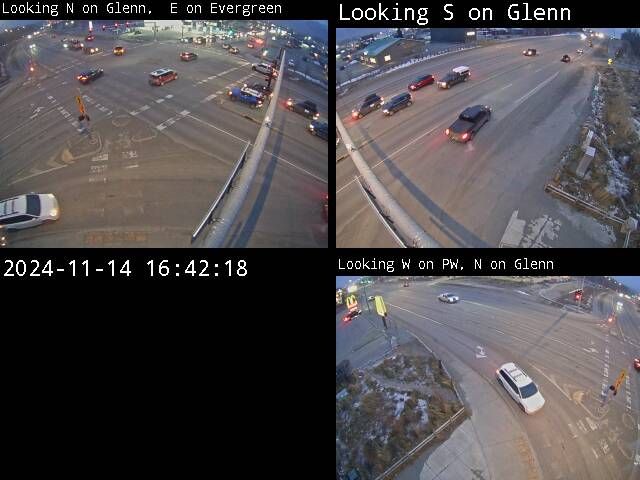 Looking N on Glenn, E on Evergreen
Looking S on Glenn
2024-11-14 16:42:18
Looking W on PW, N on Glenn